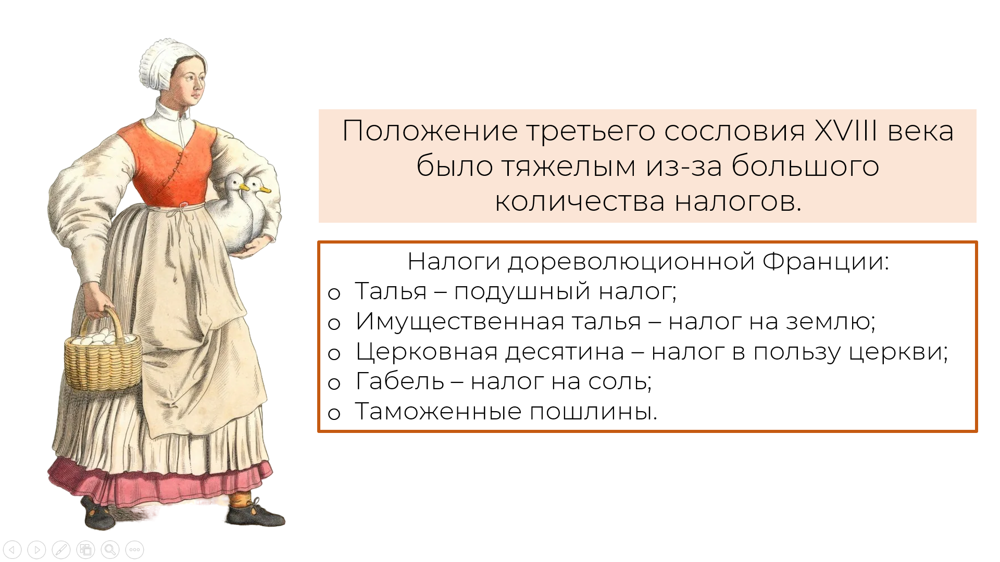 Положение третьего сословия XVIII века
было тяжелым из-за большого
количества налогов.
Налоги дореволюционной Франции:
o Талья – подушный налог;
o Имущественная талья – налог на землю;
o Церковная десятина – налог в пользу церкви;
o Габель – налог на соль;
o Таможенные пошлины.